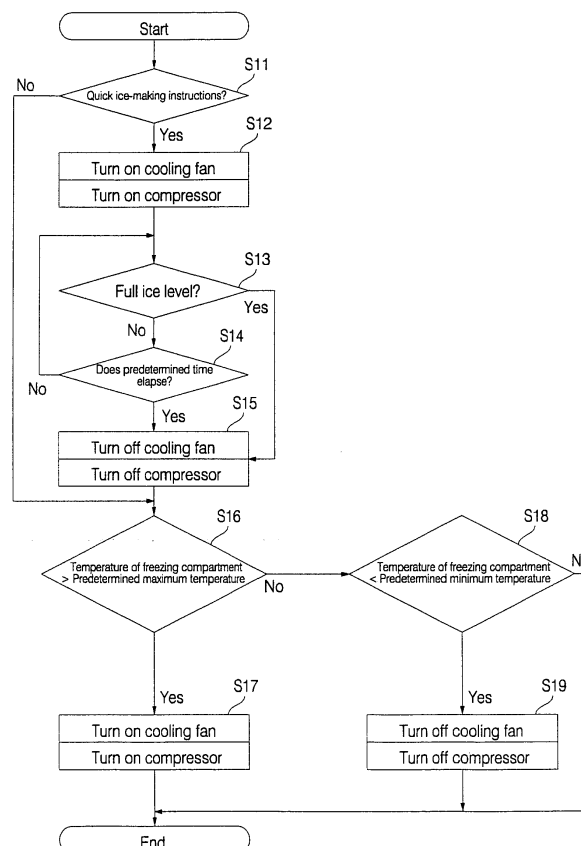 Start
S11
No
Quick ice-making instructions?
Yes
S12
Turn on cooling fan
Turn on compressor
S13
Full ice level?
Yes
No
S14
Does predetermined time
elapse?
No
Yes
S15
Turn off cooling fan
Turn off compressor
S16
Temperature of freezing compartment
> Predetermined maximum temperature
No
S18
Temperature of freezing compartment
< Predetermined minimum temperature
Yes
S17
Turn on cooling fan
Turn on compressor
Yes
S19
Turn off cooling fan
Turn off compressor
End